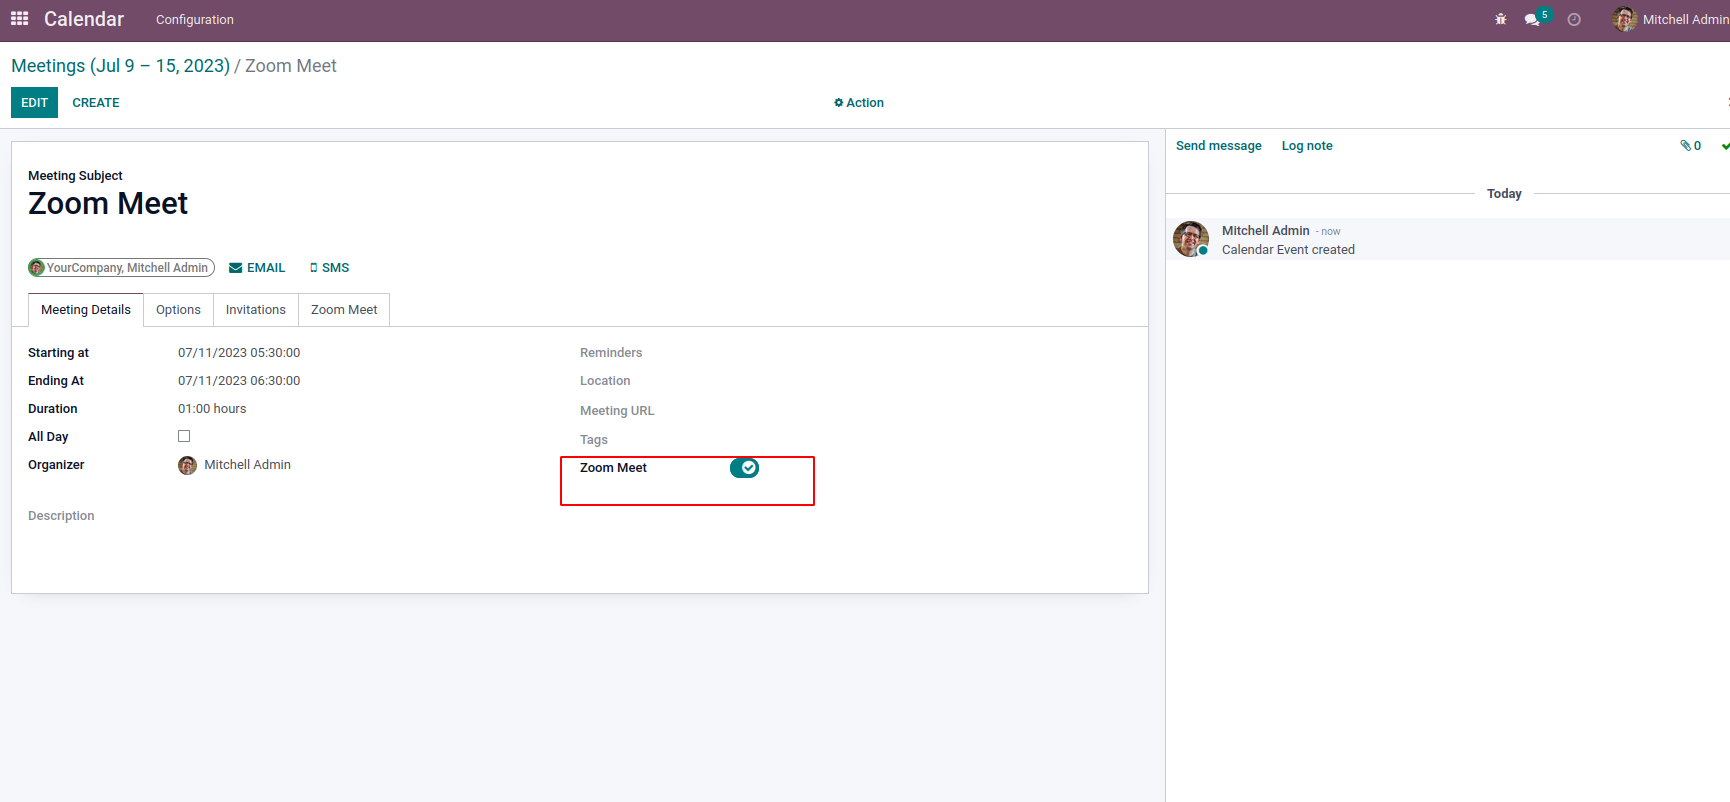 Calendar Configuration 5 Mitchell Admin
Meetings (Jul 9 – 15, 2023) / Zoom Meet
EDIT CREATE Action
Send message Log note 0
Meeting Subject
Zoom Meet
Today
Mitchell Admin - now
Calendar Event created
YourCompany, Mitchell Admin EMAIL SMS
Meeting Details Options Invitations Zoom Meet
Starting at 07/11/2023 05:30:00 Reminders
Ending At 07/11/2023 06:30:00 Location
Duration 01:00 hours Meeting URL
All Day Tags
Organizer Mitchell Admin Zoom Meet
Description